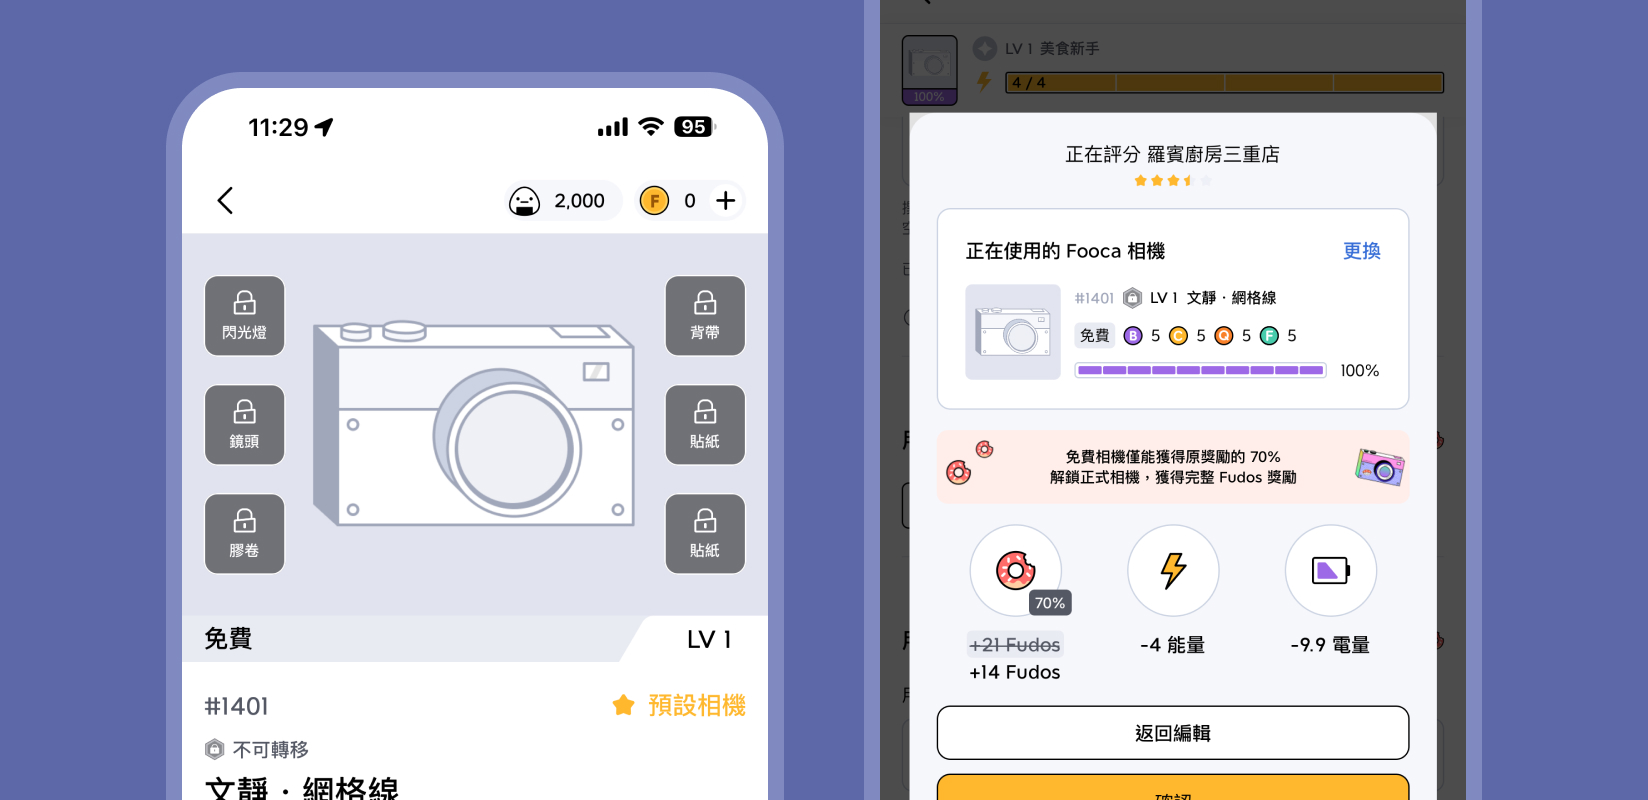 11:29
95
2,000
F
0
閃光燈
背帶
鏡頭
貼紙
膠卷
貼紙
免費
LV 1
#1401
預設相機
不可轉移
文靜．網格線
LV 1 美食新手
4 / 4
100%
正在評分 羅賓廚房三重店
正在使用的 Fooca 相機
更換
#1401
LV 1 文靜．網格線
免費 B 5 C 5 Q 5 F 5
100%
免費相機僅能獲得原獎勵的 70%
解鎖正式相機，獲得完整 Fudos 獎勵
70%
+21 Fudos
+14 Fudos
-4 能量
-9.9 電量
返回編輯
確認